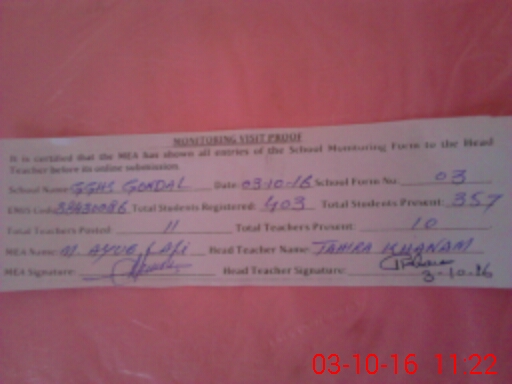 MONITORING VISIT PROOF
It is certified that the MEA has shown all entries of the School Monitoring Form to the Head
Teacher before its online submission.
School Name: GGHS GONDAL Date: 03-10-16 School Form No. 03
EMIS Code: Total Students Registered: 403 Total Students Present: 357
Total Teachers Posted: 11 Total Teachers Present: 10
MEA Name: M. AYUB Head Teacher Name: TAHIRA KHANAM
MEA Signature: Head Teacher Signature:
3-10-16
03-10-16 11:22